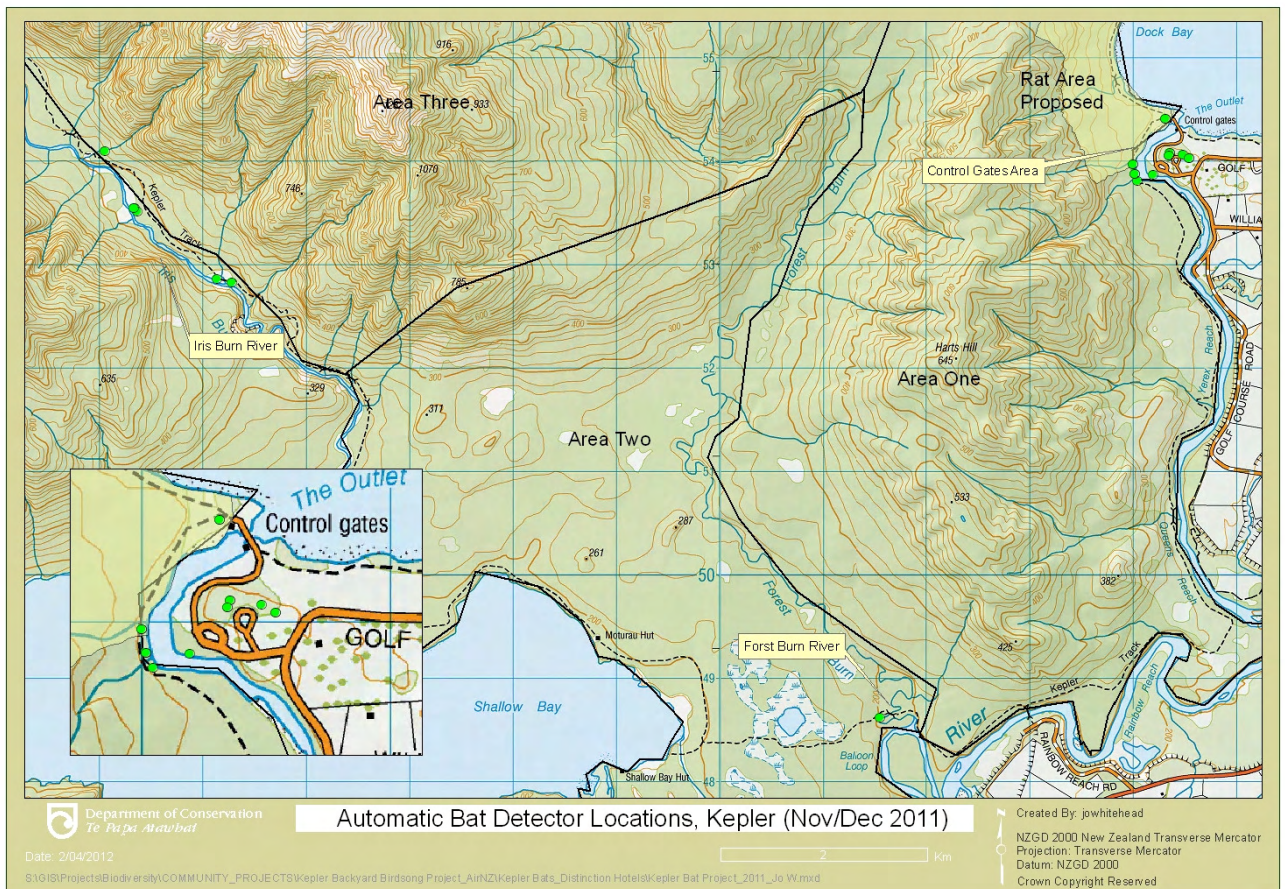 Dock Bay
916
55
Rat Area
Proposed
Area Three
933
The Outlet
Control gates
54
1070
Control Gates Area
GOLF
746
Kepler
Track
Burn
WILLIA
53
Forest
785
Iris Burn River
Yerex Reach
GOLF COURSE ROAD
Harts Hill
645
52
635
329
Area One
311
Area Two
51
The Outlet
Control gates
533
287
Queens
Reach
261
50
382
GOLF
Forest
Burn
200
Moturau Hut
425
Forst Burn River
Kepler
Track
49
Shallow Bay
River
Rainbow Reach
200
Baloon
Loop
RAINBOW REACH RD
Shallow Bay Hut
48
Department of Conservation
Te Papa Atawhai
Automatic Bat Detector Locations, Kepler (Nov/Dec 2011)
Date: 2/04/2012
2
Km
Created By: jowhitehead
NZGD 2000 New Zealand Transverse Mercator
Projection: Transverse Mercator
Datum: NZGD 2000
Crown Copyright Reserved
S:\GIS\Projects\Biodiversity\COMMUNITY_PROJECTS\Kepler Backyard Birdsong Project_AirNZ\Kepler Bats_Distinction Hotels\Kepler Bat Project_2011_Jo W.mxd